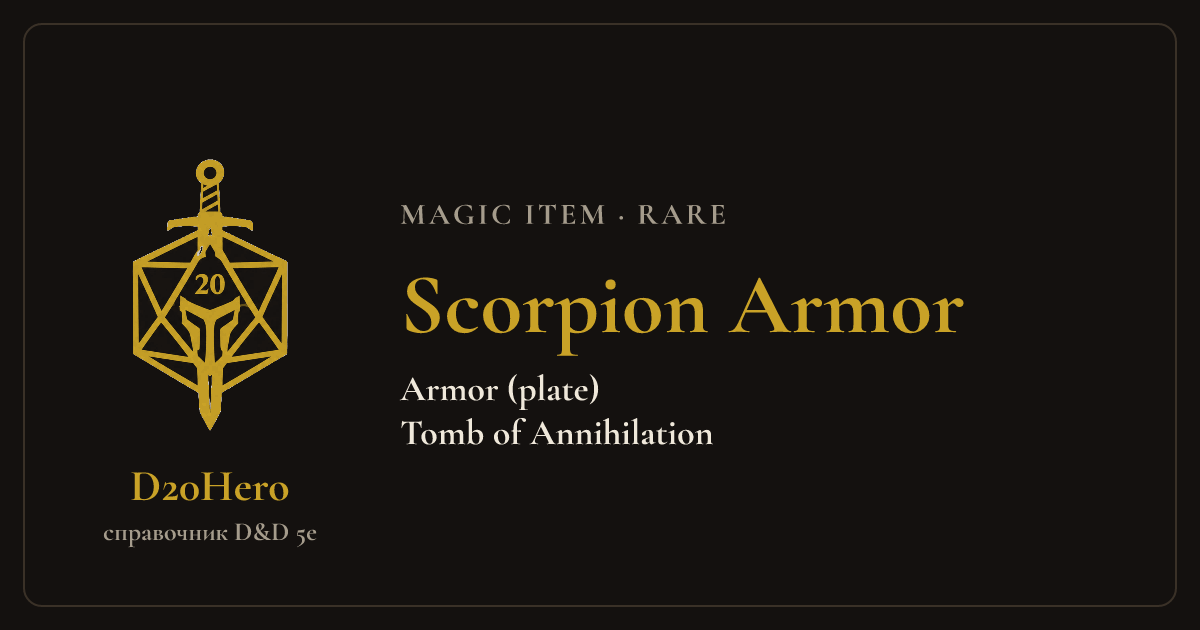 20
D20Hero
справочник D&D 5e
MAGIC ITEM · RARE
Scorpion Armor
Armor (plate)
Tomb of Annihilation